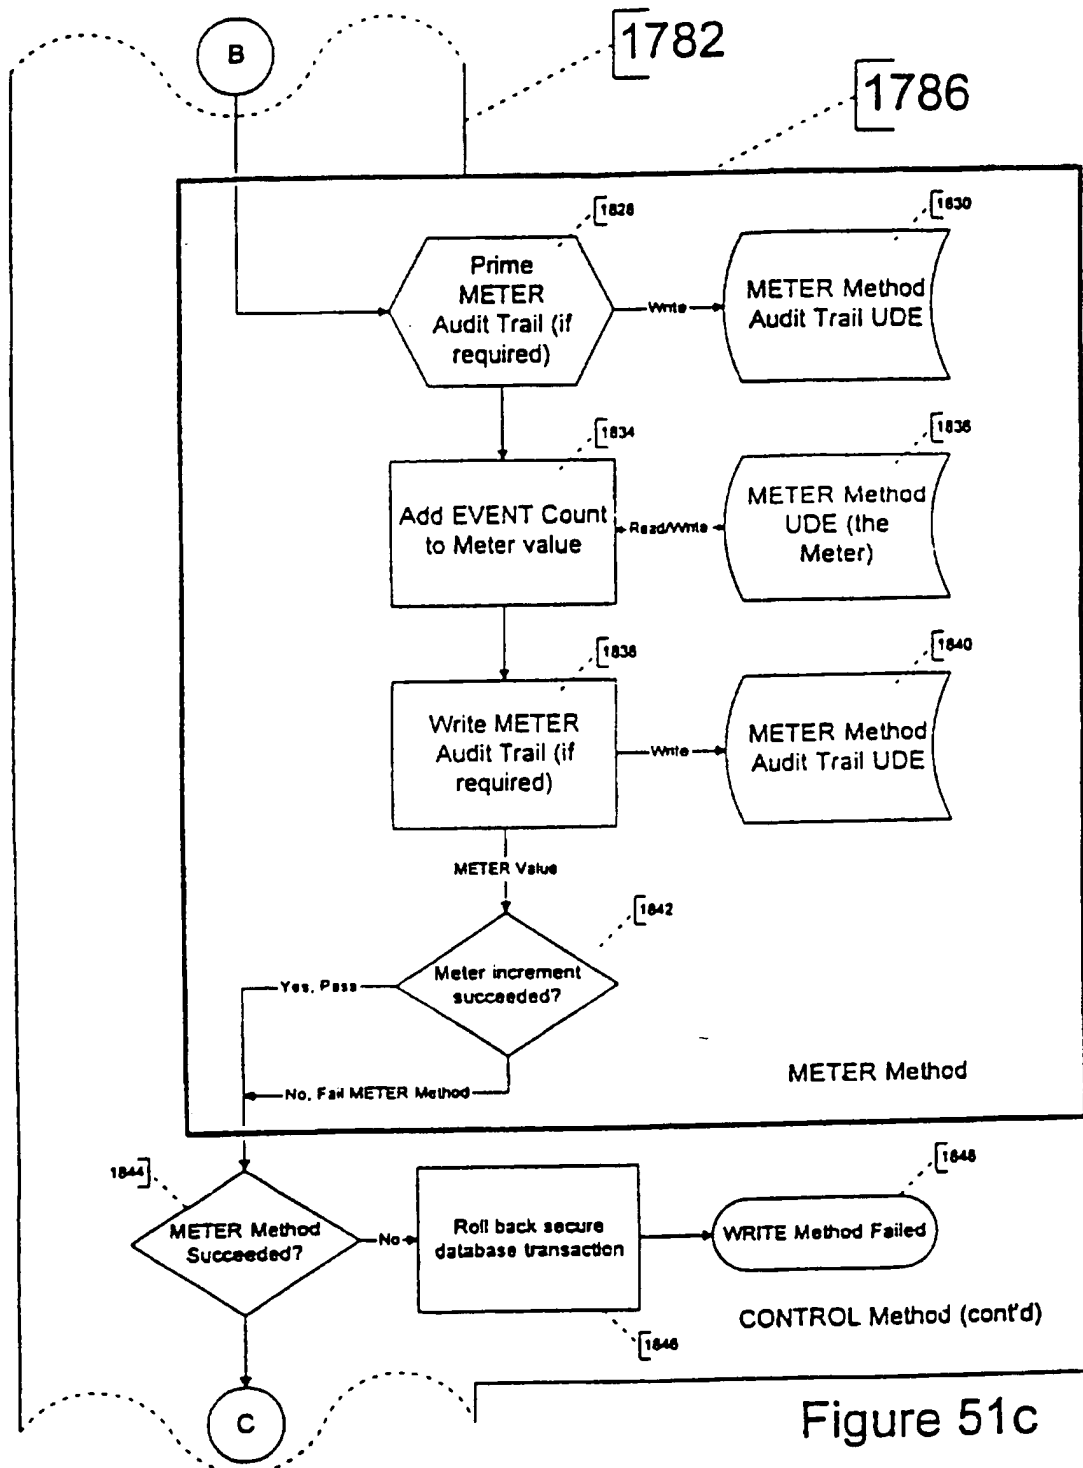 B
1782
1786
1828
Prime
METER
Audit Trail (if
required)
Write
1830
METER Method
Audit Trail UDE
1834
Add EVENT Count
to Meter value
Read/Write
1836
METER Method
UDE (the
Meter)
1838
Write METER
Audit Trail (if
required)
Write
1840
METER Method
Audit Trail UDE
METER Value
1842
Meter increment
succeeded?
Yes, Pass
No, Fail METER Method
METER Method
1844
METER Method
Succeeded?
No
Roll back secure
database transaction
1846
1848
WRITE Method Failed
CONTROL Method (cont'd)
C
Figure 51c